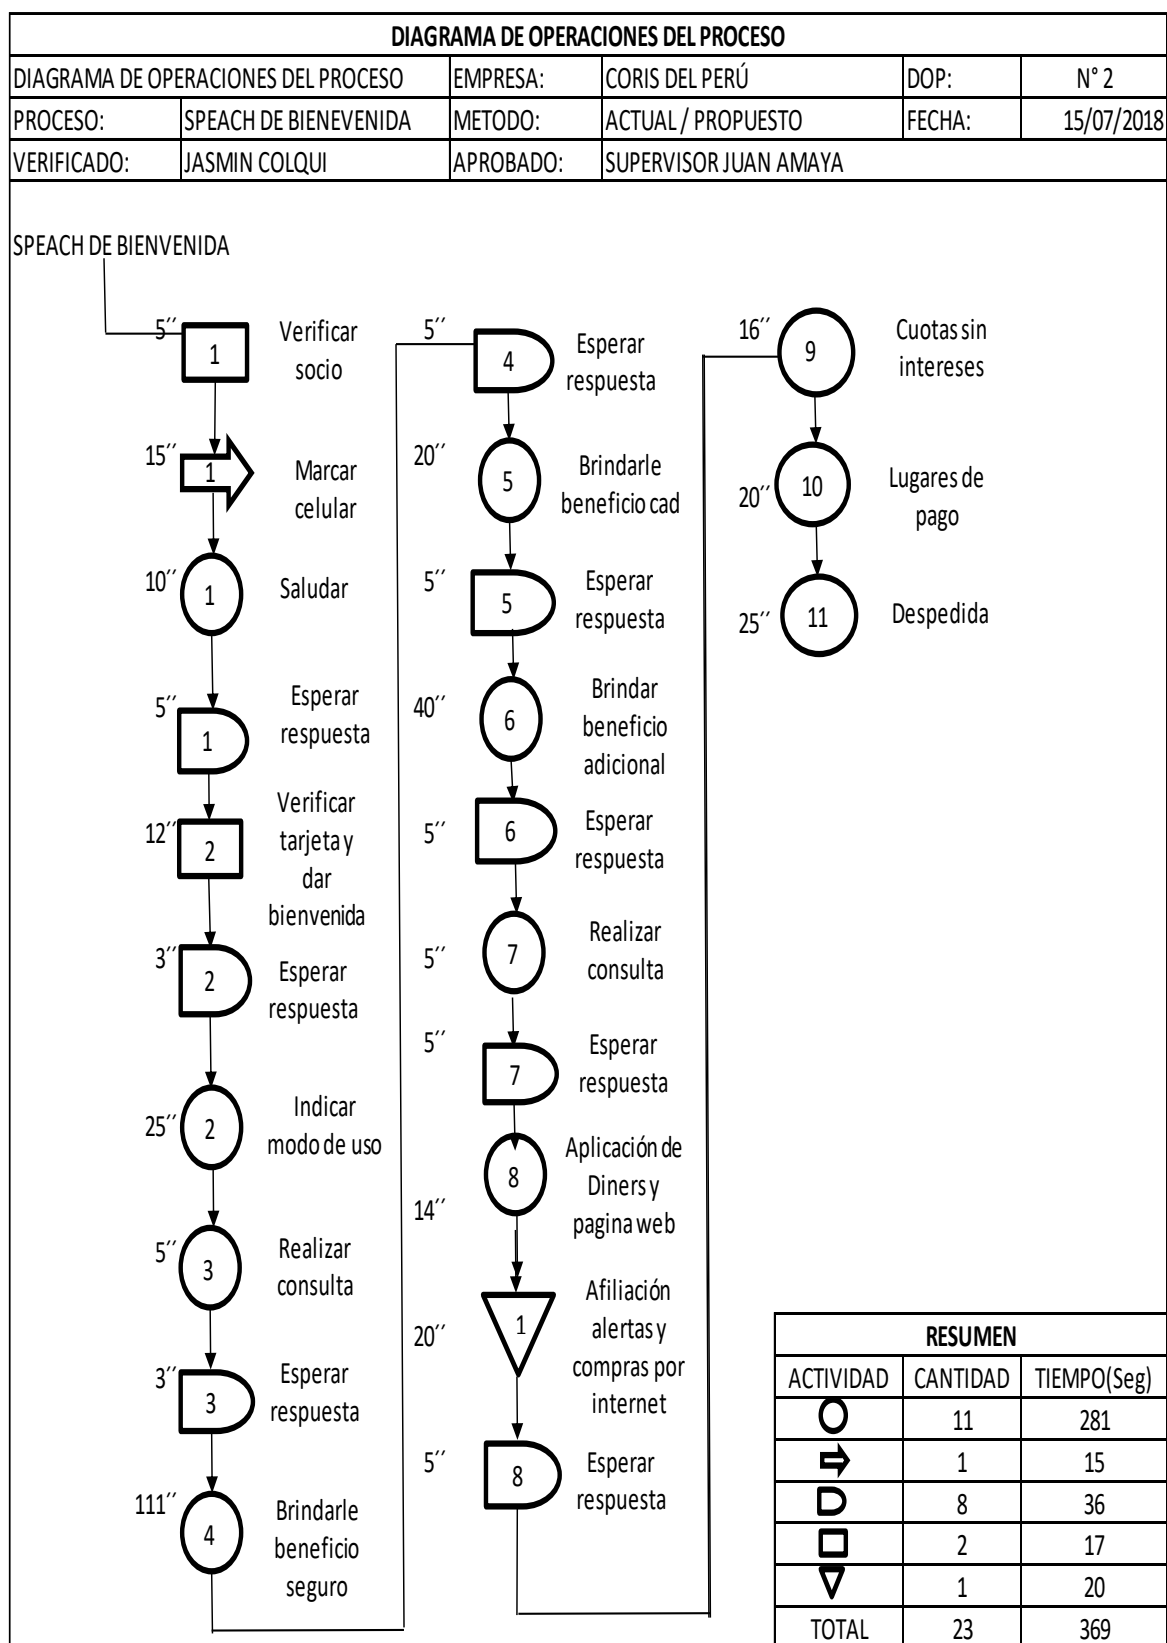 DIAGRAMA DE OPERACIONES DEL PROCESO
DIAGRAMA DE OPERACIONES DEL PROCESO EMPRESA: CORIS DEL PERÚ DOP: N° 2
PROCESO: SPEACH DE BIENEVENIDA METODO: ACTUAL / PROPUESTO FECHA: 15/07/2018
VERIFICADO: JASMIN COLQUI APROBADO: SUPERVISOR JUAN AMAYA
SPEACH DE BIENVENIDA
5´´ 1 Verificar
socio
15´´ 1 Marcar
celular
10´´ 1 Saludar
5´´ 1 Esperar
respuesta
12´´ 2 Verificar
tarjeta y
dar
bienvenida
3´´ 2 Esperar
respuesta
25´´ 2 Indicar
modo de uso
5´´ 3 Realizar
consulta
3´´ 3 Esperar
respuesta
111´´ 4 Brindarle
beneficio
seguro
5´´ 4 Esperar
respuesta
20´´ 5 Brindarle
beneficio cad
5´´ 5 Esperar
respuesta
40´´ 6 Brindar
beneficio
adicional
5´´ 6 Esperar
respuesta
5´´ 7 Realizar
consulta
5´´ 7 Esperar
respuesta
14´´ 8 Aplicación de
Diners y
pagina web
20´´ 1 Afiliación
alertas y
compras por
internet
5´´ 8 Esperar
respuesta
16´´ 9 Cuotas sin
intereses
20´´ 10 Lugares de
pago
25´´ 11 Despedida
RESUMEN
ACTIVIDAD CANTIDAD TIEMPO(Seg)
11 281
1 15
8 36
2 17
1 20
TOTAL 23 369